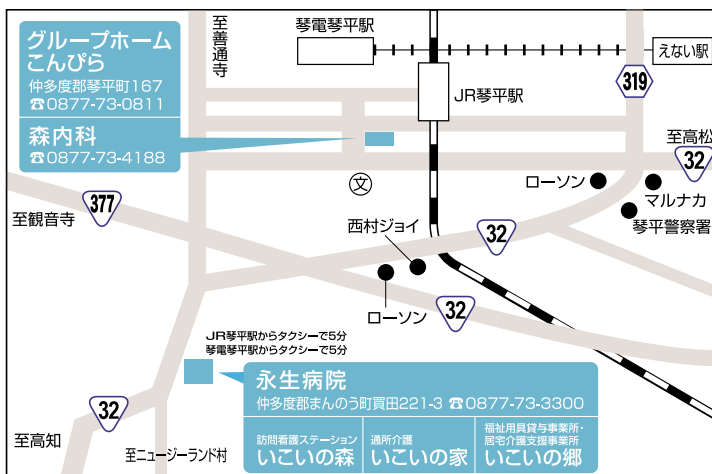 グループホーム
こんぴら
仲多度郡琴平町167
☎0877-73-0811
森内科
☎0877-73-4188
至善通寺
琴電琴平駅
えない駅
319
JR琴平駅
至高松
32
文
ローソン
マルナカ
琴平警察署
377
至観音寺
西村ジョイ
32
ローソン
32
JR琴平駅からタクシーで5分
琴電琴平駅からタクシーで5分
永生病院
仲多度郡まんのう町買田221-3 ☎0877-73-3300
訪問看護ステーション
いこいの森
通所介護
いこいの家
福祉用具貸与事業所・
居宅介護支援事業所
いこいの郷
32
至高知
至ニュージーランド村